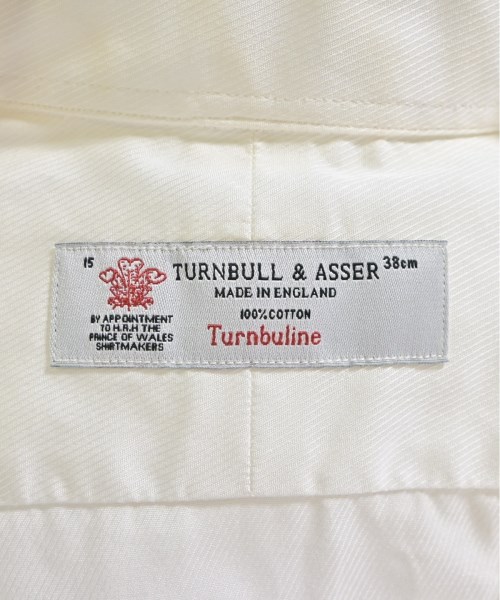 15
TURNBULL & ASSER
38cm
MADE IN ENGLAND
100% COTTON
Turnbuline
BY APPOINTMENT
TO H.R.H THE
PRINCE OF WALES
SHIRTMAKERS